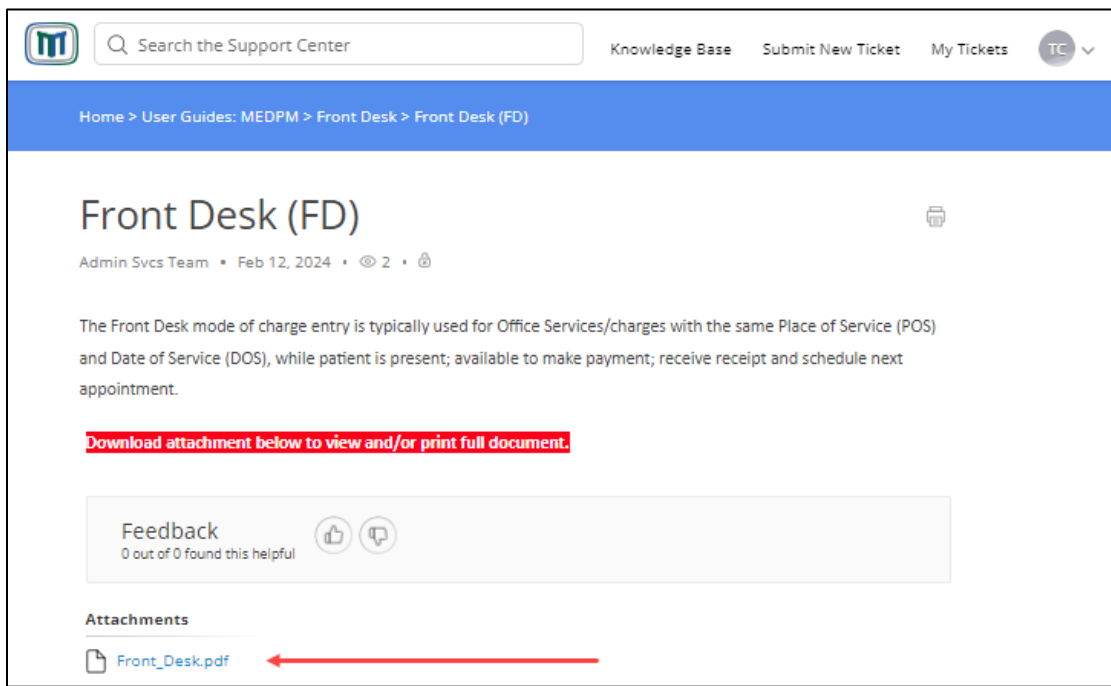 Search the Support Center
Knowledge Base Submit New Ticket My Tickets TC
Home > User Guides: MEDPM > Front Desk > Front Desk (FD)
Front Desk (FD)
Admin Svcs Team • Feb 12, 2024 • 2 •
The Front Desk mode of charge entry is typically used for Office Services/charges with the same Place of Service (POS)
and Date of Service (DOS), while patient is present; available to make payment; receive receipt and schedule next
appointment.
Download attachment below to view and/or print full document.
Feedback
0 out of 0 found this helpful
Attachments
Front_Desk.pdf